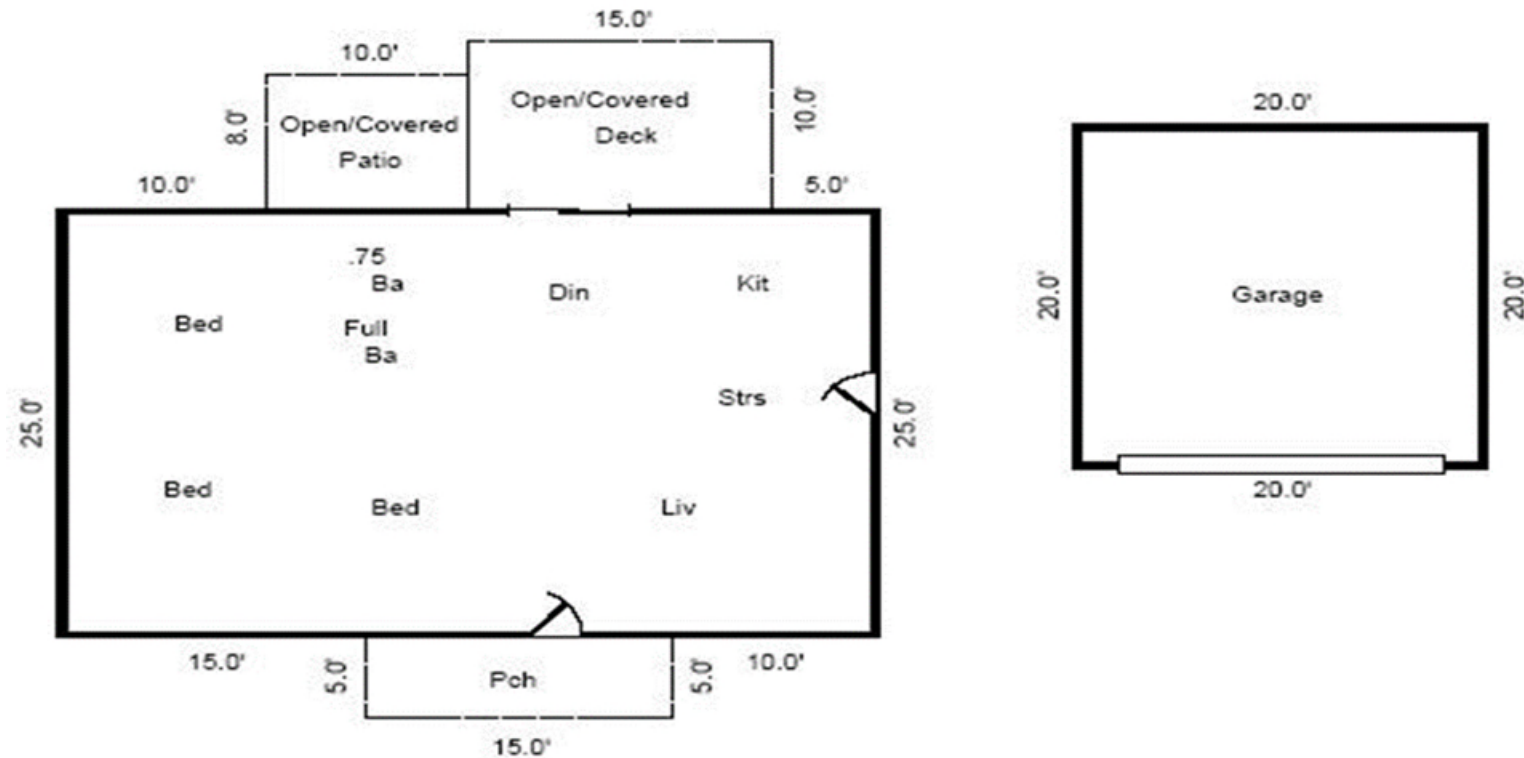 15.0'
10.0'
8.0'
Open/Covered
Patio
Open/Covered
Deck
10.0'
10.0'
5.0'
.75
Ba
Full
Ba
Din
Kit
Bed
Strs
25.0'
25.0'
Bed
Bed
Liv
15.0'
5.0'
Pch
5.0'
10.0'
15.0'
20.0'
20.0'
Garage
20.0'
20.0'